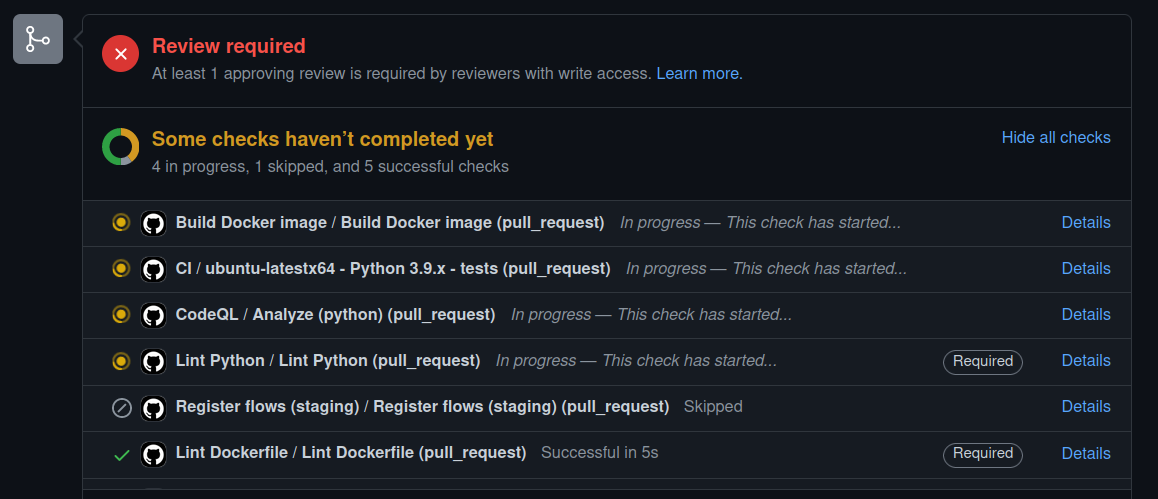 Review required
At least 1 approving review is required by reviewers with write access. Learn more.
Some checks haven’t completed yet
Hide all checks
4 in progress, 1 skipped, and 5 successful checks
Build Docker image / Build Docker image (pull_request) In progress — This check has started... Details
CI / ubuntu-latestx64 - Python 3.9.x - tests (pull_request) In progress — This check has started... Details
CodeQL / Analyze (python) (pull_request) In progress — This check has started... Details
Lint Python / Lint Python (pull_request) In progress — This check has started... Required Details
Register flows (staging) / Register flows (staging) (pull_request) Skipped Details
Lint Dockerfile / Lint Dockerfile (pull_request) Successful in 5s Required Details